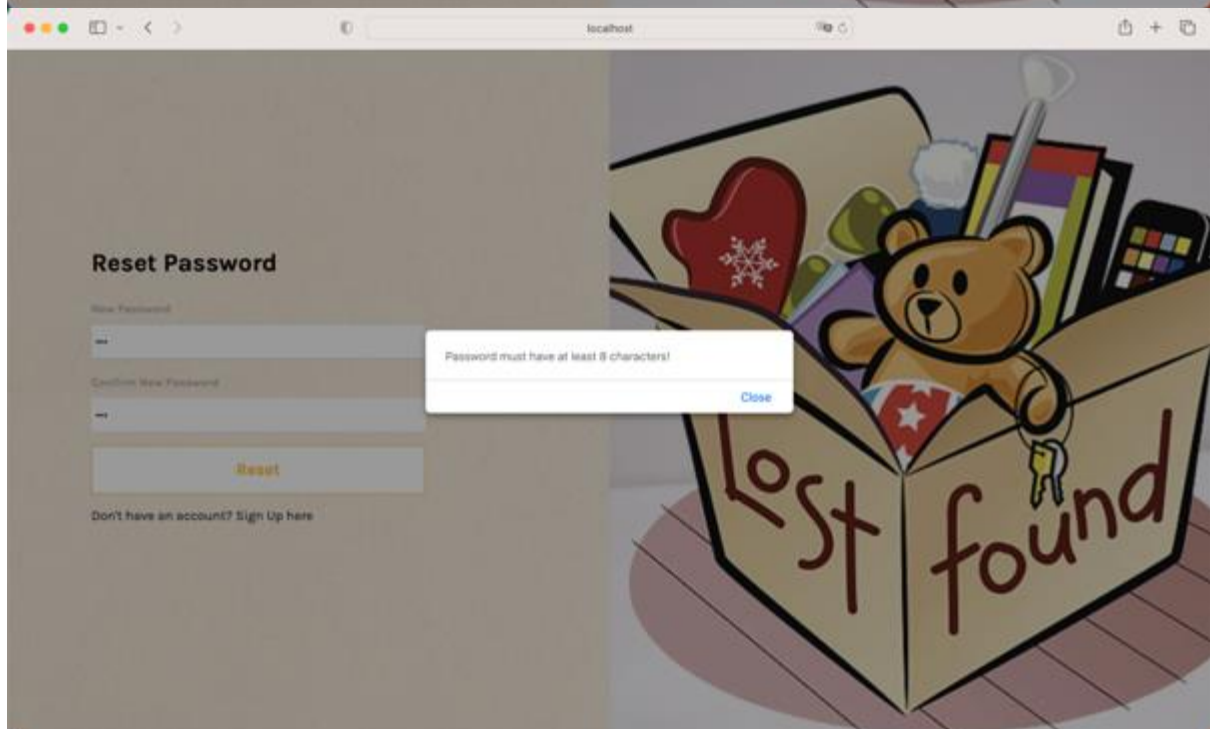 localhost
Reset Password
New Password
•••
Confirm New Password
•••
Reset
Don't have an account? Sign Up here
Password must have at least 8 characters!
Close
Lost
found